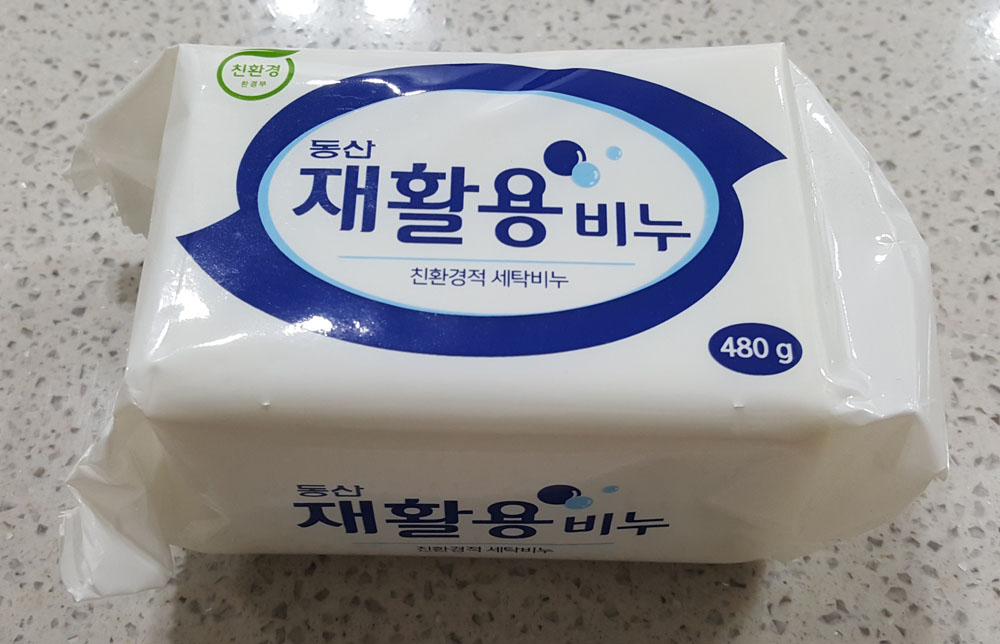 친환경
환경부
동산
재활용 비누
친환경적 세탁비누
480 g
동산
재활용 비누
친환경적 세탁비누